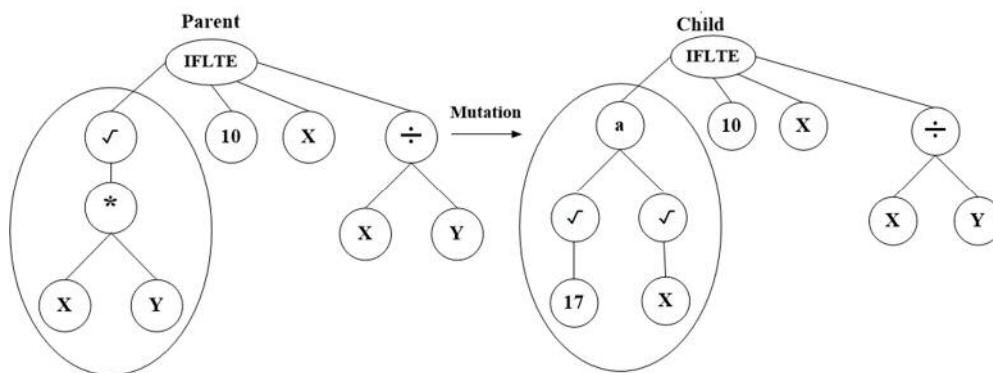 Parent
Child
IFLTE
IFLTE
√
10
X
÷
Mutation
a
10
X
÷
*
√
√
X
Y
X
Y
X
Y
17
X